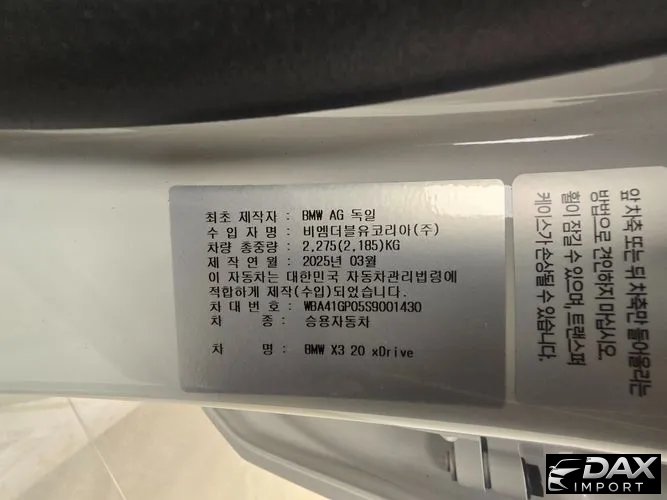 최초 제작자 : BMW AG 독일
수 입 자 명 : 비엠더블유코리아(주)
차량 총중량 : 2,275(2,185)KG
제 작 연 월 : 2025년 03월
이 자동차는 대한민국 자동차관리법령에
적합하게 제작(수입)되었습니다.
차 대 번 호 : WBA41GP05S9001430
차 종 : 승용자동차
차 명 : BMW X3 20 xDrive
앞 차축 또는 뒤 차축만 들어올리는
방법으로 견인하지 마십시오.
휠이 잠길 수 있으며, 트랜스퍼
케이스가 손상될 수 있습니다.
DAX
IMPORT